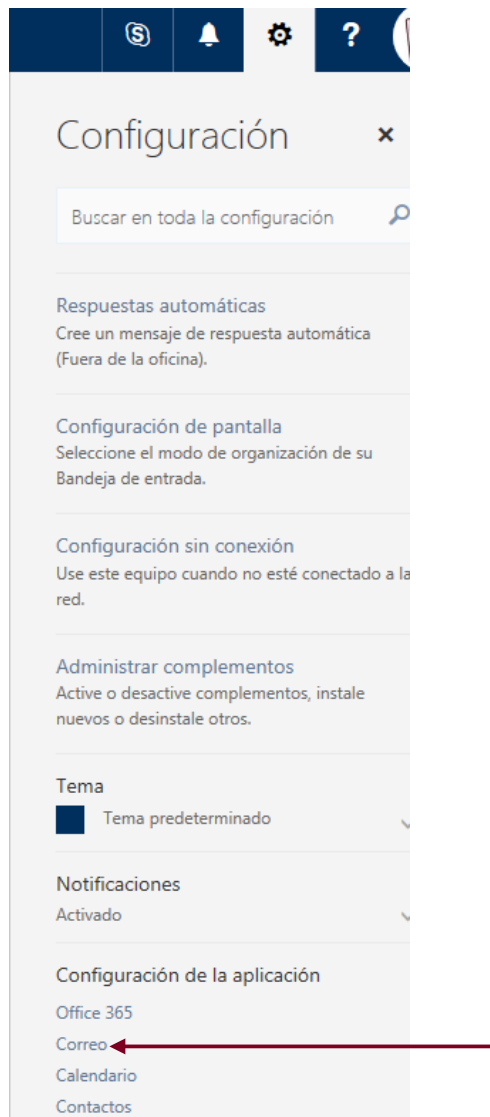 ?
Configuración
Buscar en toda la configuración
Respuestas automáticas
Cree un mensaje de respuesta automática
(Fuera de la oficina).
Configuración de pantalla
Seleccione el modo de organización de su
Bandeja de entrada.
Configuración sin conexión
Use este equipo cuando no esté conectado a la
red.
Administrar complementos
Active o desactive complementos, instale
nuevos o desinstale otros.
Tema
Tema predeterminado
Notificaciones
Activado
Configuración de la aplicación
Office 365
Correo
Calendario
Contactos